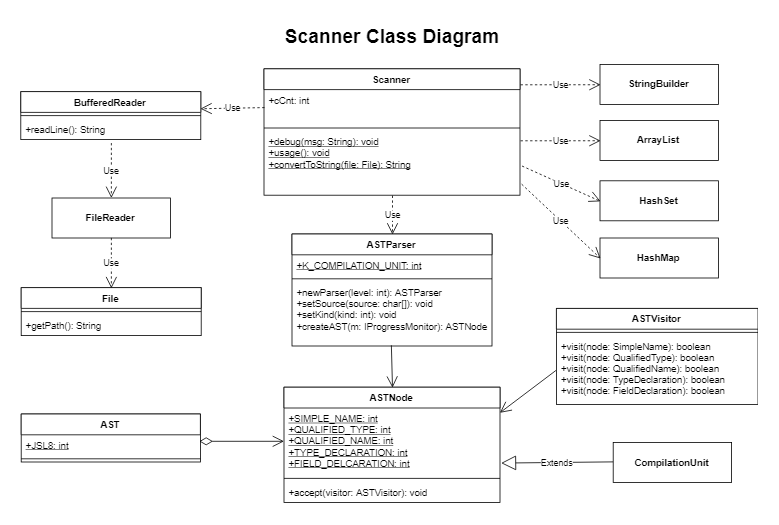 Scanner Class Diagram
Scanner
+cCnt: int
+debug(msg: String): void
+usage(): void
+convertToString(file: File): String
BufferedReader
+readLine(): String
Use
Use
FileReader
Use
File
+getPath(): String
Use
StringBuilder
Use
ArrayList
Use
HashSet
Use
HashMap
Use
ASTParser
+K_COMPILATION_UNIT: int
+newParser(level: int): ASTParser
+setSource(source: char[]): void
+setKind(kind: int): void
+createAST(m: IProgressMonitor): ASTNode
ASTVisitor
+visit(node: SimpleName): boolean
+visit(node: QualifiedType): boolean
+visit(node: QualifiedName): boolean
+visit(node: TypeDeclaration): boolean
+visit(node: FieldDeclaration): boolean
AST
+JSL8: int
ASTNode
+SIMPLE_NAME: int
+QUALIFIED_TYPE: int
+QUALIFIED_NAME: int
+TYPE_DECLARATION: int
+FIELD_DELCARATION: int
+accept(visitor: ASTVisitor): void
Extends
CompilationUnit